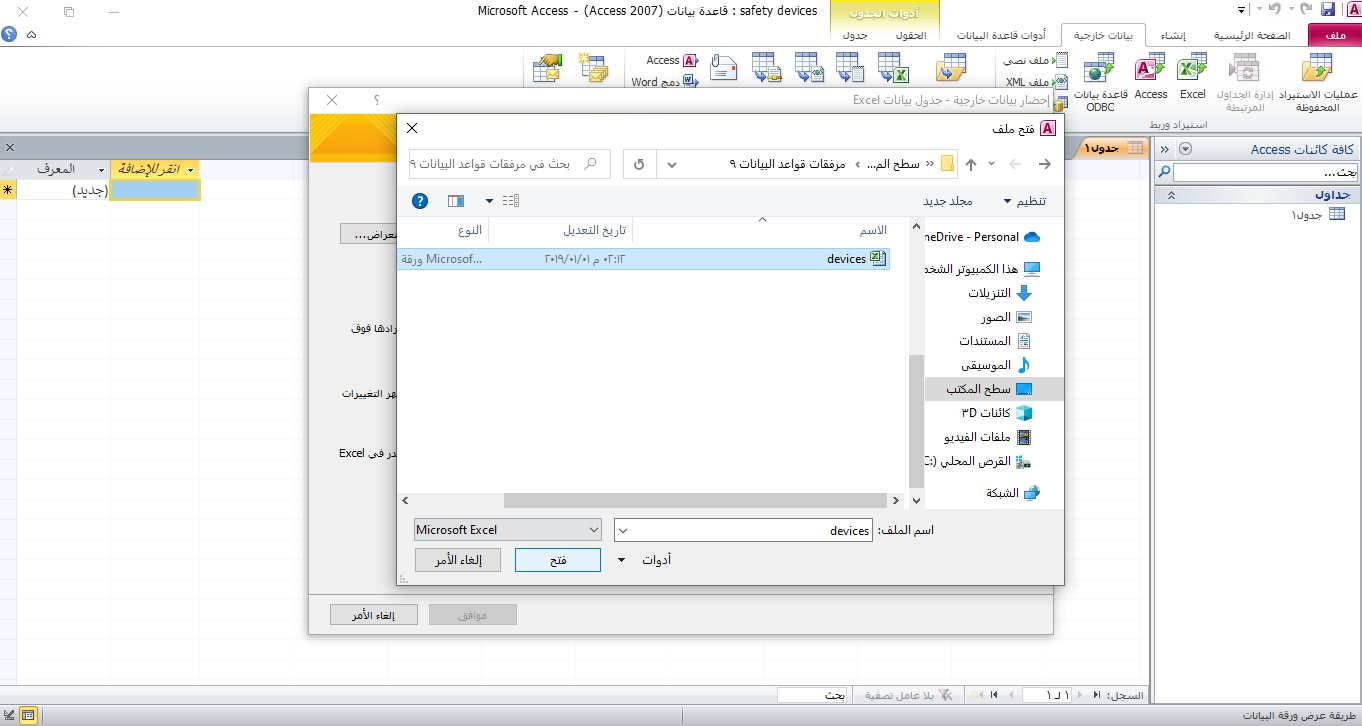 safety devices : قاعدة بيانات (Access 2007) - Microsoft Access
أدوات الجدول
ملف
الصفحة الرئيسية
إنشاء
بيانات خارجية
أدوات قاعدة البيانات
الحقول
جدول
عمليات الاستيراد المحفوظة
إدارة الجداول المرتبطة
Excel
Access
قاعدة بيانات ODBC
ملف نصي
ملف XML
استيراد وربط
Access
دمج Word
إحضار بيانات خارجية - جدول بيانات Excel
كافة كائنات Access
بحث...
جداول
جدول١
جدول١
المعرف
انقر للإضافة
(جديد)
فتح ملف
سطح الم... ‹ مرفقات قواعد البيانات ٩
بحث في مرفقات قواعد البيانات ٩
تنظيم
مجلد جديد
الاسم
تاريخ التعديل
النوع
devices
٠٢:١٢ م ٢٠١٩/٠١/٠١
ورقة Microsof...
neDrive - Personal
هذا الكمبيوتر الشخ
التنزيلات
الصور
المستندات
الموسيقى
سطح المكتب
كائنات ٣D
ملفات الفيديو
القرص المحلي (C:
الشبكة
اسم الملف:
devices
Microsoft Excel
أدوات
فتح
إلغاء الأمر
تعراض...
رادها فوق
هر التغييرات
در في Excel
موافق
إلغاء الأمر
السجل:
١ لـ ١
بلا عامل تصفية
بحث
طريقة عرض ورقة البيانات